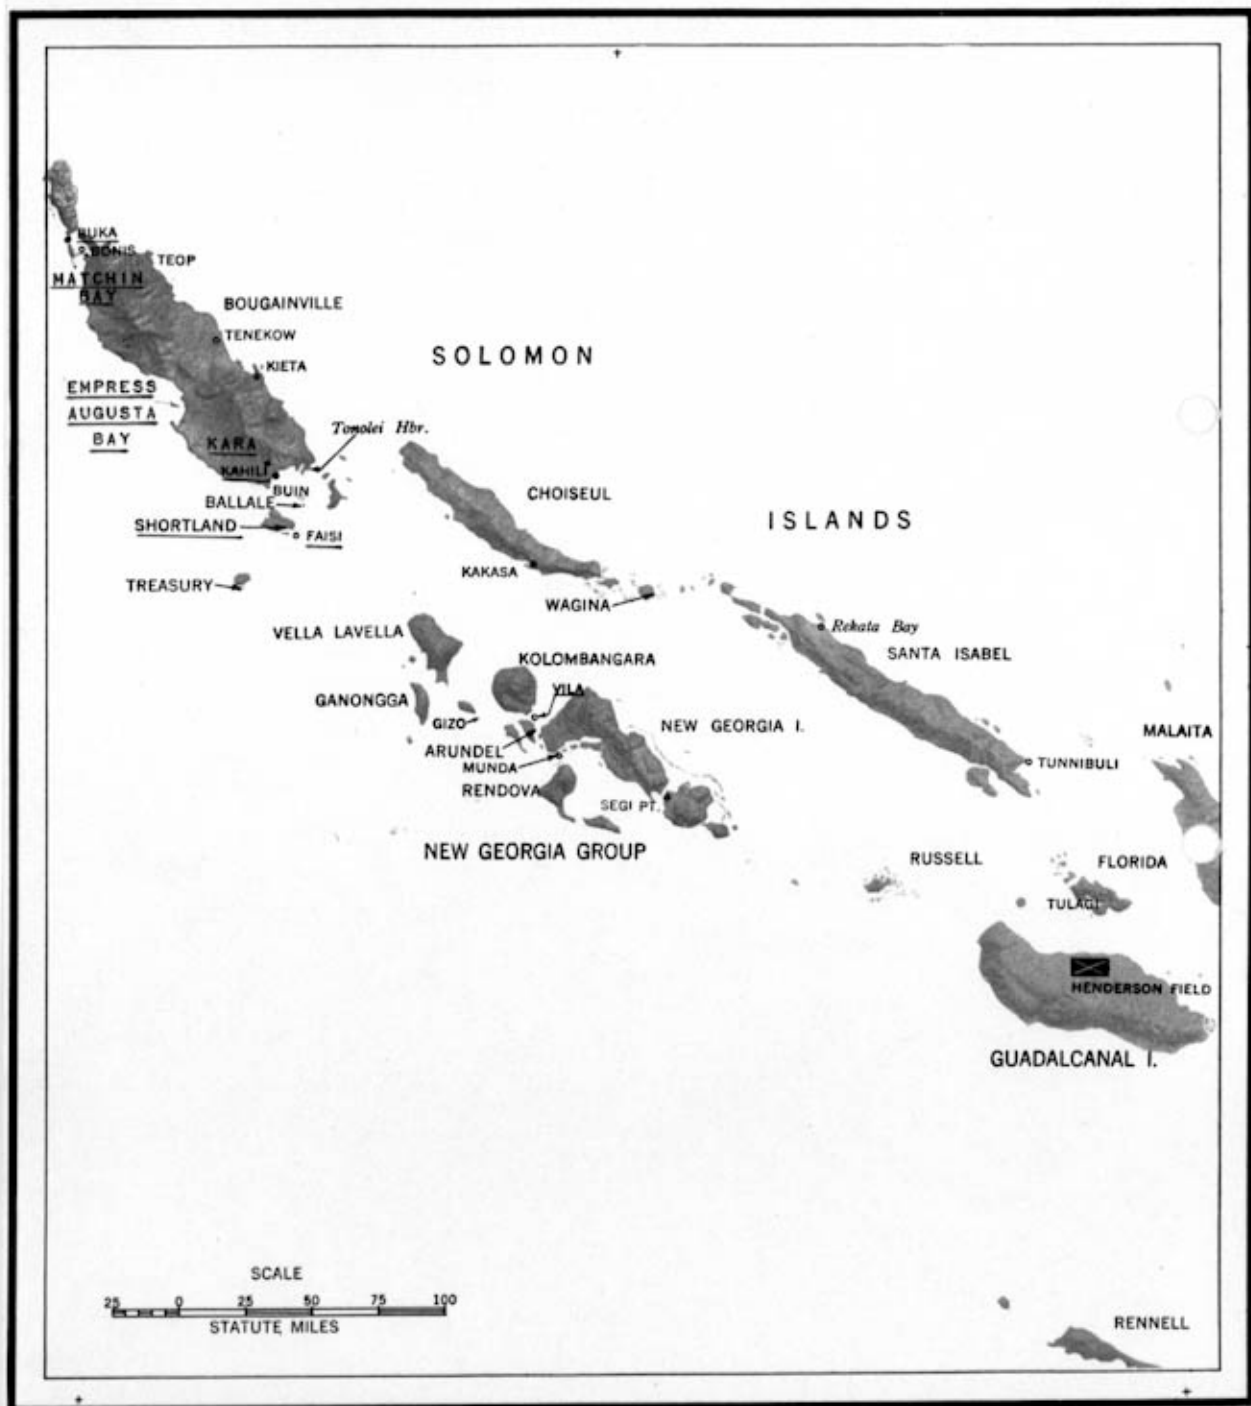 BUKA
BONIS
TEOP
MATCHIN
BAY
BOUGAINVILLE
TENEKOW
SOLOMON
KIETA
EMPRESS
AUGUSTA
BAY
Tonolei Hbr.
KARA
KAHILI
BUIN
CHOISEUL
BALLALE
ISLANDS
SHORTLAND
FAISI
KAKASA
TREASURY
WAGINA
Rekata Bay
VELLA LAVELLA
SANTA ISABEL
KOLOMBANGARA
VILA
GANONGGA
GIZO
NEW GEORGIA I.
MALAITA
ARUNDEL
MUNDA
TUNNIBULI
RENDOVA
SEGI PT.
NEW GEORGIA GROUP
RUSSELL
FLORIDA
TULAGI
HENDERSON FIELD
GUADALCANAL I.
SCALE
25 0 25 50 75 100
STATUTE MILES
RENNELL